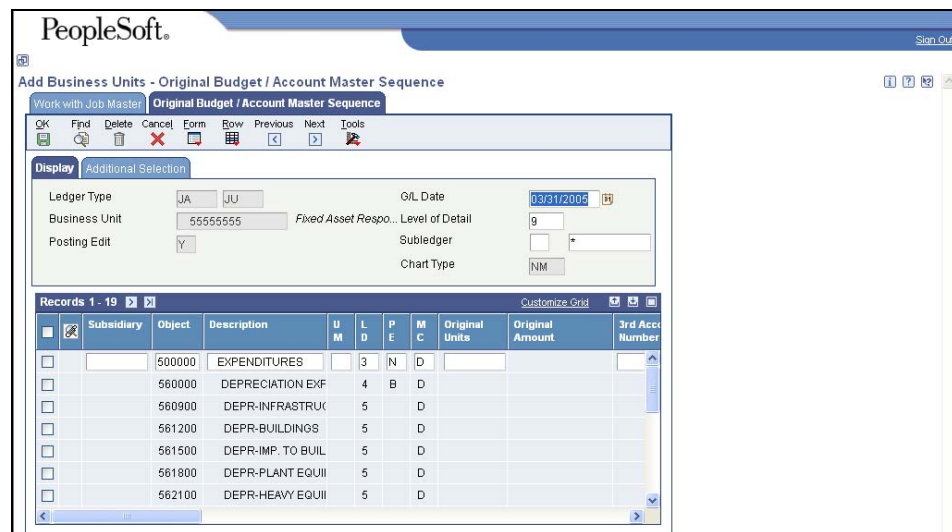 PeopleSoft®
Sign Out
Add Business Units - Original Budget / Account Master Sequence
Work with Job Master Original Budget / Account Master Sequence
OK Find Delete Cancel Form Row Previous Next Tools
Display Additional Selection
Ledger Type JA JU G/L Date 03/31/2005
Business Unit 55555555 Fixed Asset Respo... Level of Detail 9
Posting Edit Y Subledger *
Chart Type NM
Records 1 - 19 Customize Grid
Subsidiary Object Description U M L D P E M C Original Units Original Amount 3rd Acco Number
500000 EXPENDITURES 3 N D
560000 DEPRECIATION EXF 4 B D
560900 DEPR-INFRASTRU( 5 D
561200 DEPR-BUILDINGS 5 D
561500 DEPR-IMP. TO BUIL 5 D
561800 DEPR-PLANT EQUII 5 D
562100 DEPR-HEAVY EQUII 5 D